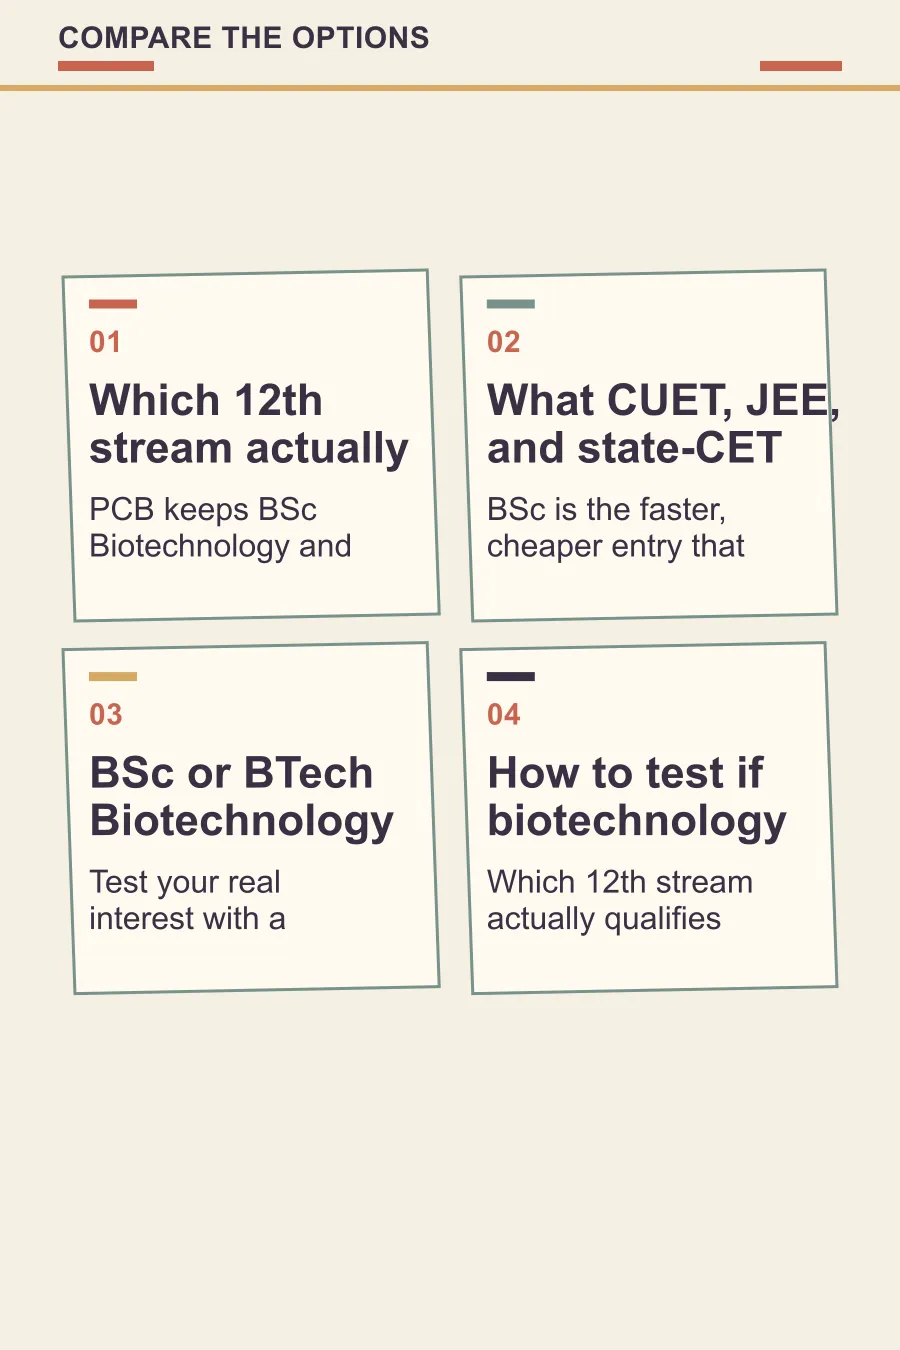 COMPARE THE OPTIONS
01
Which 12th
stream actually
PCB keeps BSc
Biotechnology and
02
What CUET, JEE,
and state-CET
BSc is the faster,
cheaper entry that
03
BSc or BTech
Biotechnology
Test your real
interest with a
04
How to test if
biotechnology
Which 12th stream
actually qualifies